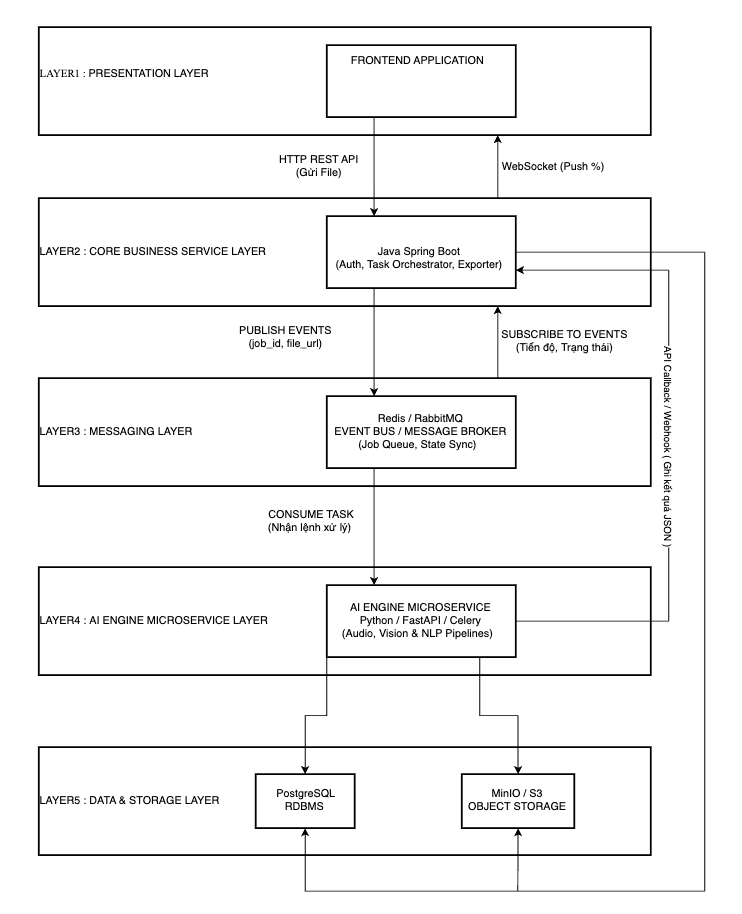 FRONTEND APPLICATION
LAYER1 : PRESENTATION LAYER
HTTP REST API
(Gửi File)
WebSocket (Push %)
LAYER2 : CORE BUSINESS SERVICE LAYER
Java Spring Boot
(Auth, Task Orchestrator, Exporter)
PUBLISH EVENTS
(job_id, file_url)
SUBSCRIBE TO EVENTS
(Tiến độ, Trạng thái)
API Callback / Webhook ( Ghi kết quả JSON )
LAYER3 : MESSAGING LAYER
Redis / RabbitMQ
EVENT BUS / MESSAGE BROKER
(Job Queue, State Sync)
CONSUME TASK
(Nhận lệnh xử lý)
LAYER4 : AI ENGINE MICROSERVICE LAYER
AI ENGINE MICROSERVICE
Python / FastAPI / Celery
(Audio, Vision & NLP Pipelines)
LAYER5 : DATA & STORAGE LAYER
PostgreSQL
RDBMS
MinIO / S3
OBJECT STORAGE